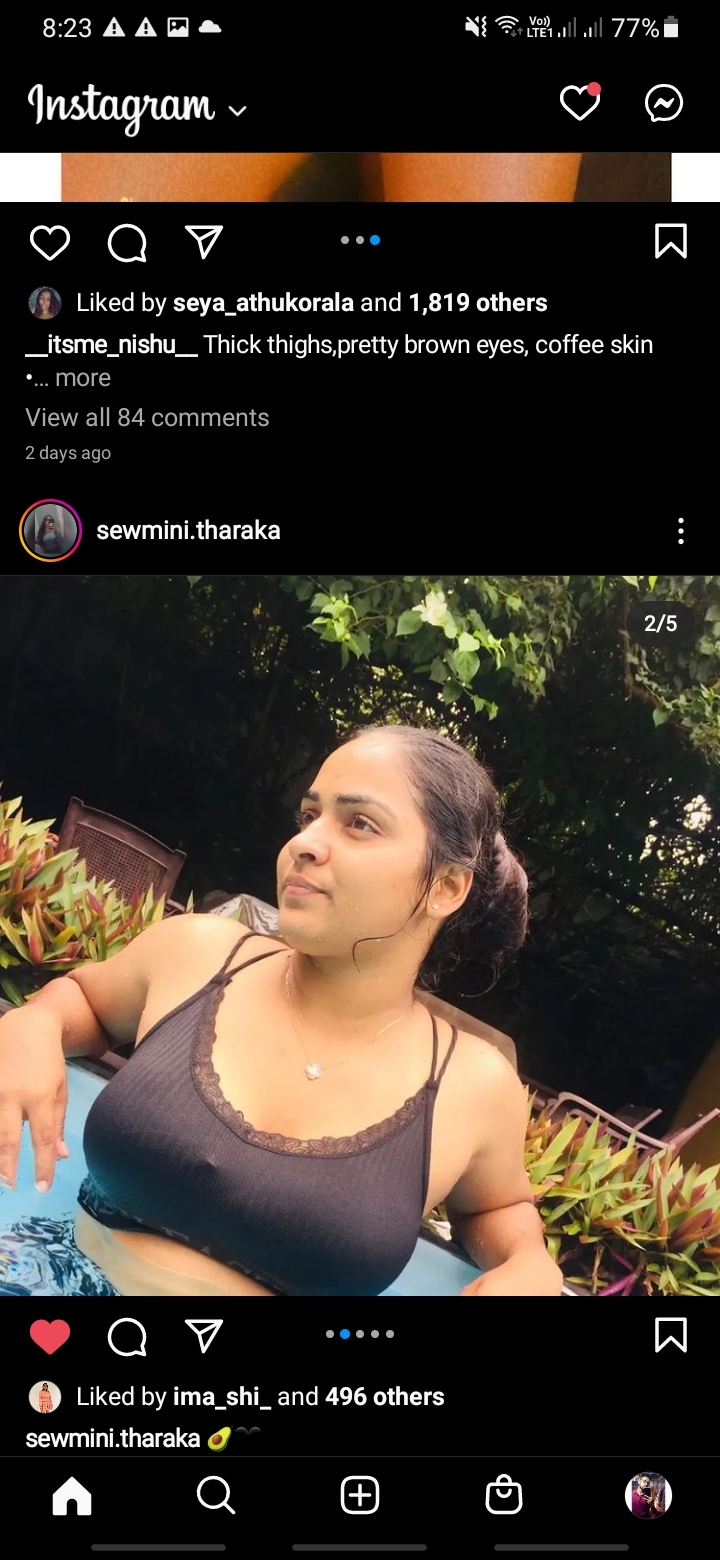 8:23
Vo))
LTE1
77%
Instagram
Liked by seya_athukorala and 1,819 others
__itsme_nishu__ Thick thighs,pretty brown eyes, coffee skin
•... more
View all 84 comments
2 days ago
sewmini.tharaka
2/5
Liked by ima_shi_ and 496 others
sewmini.tharaka 🥑🖤